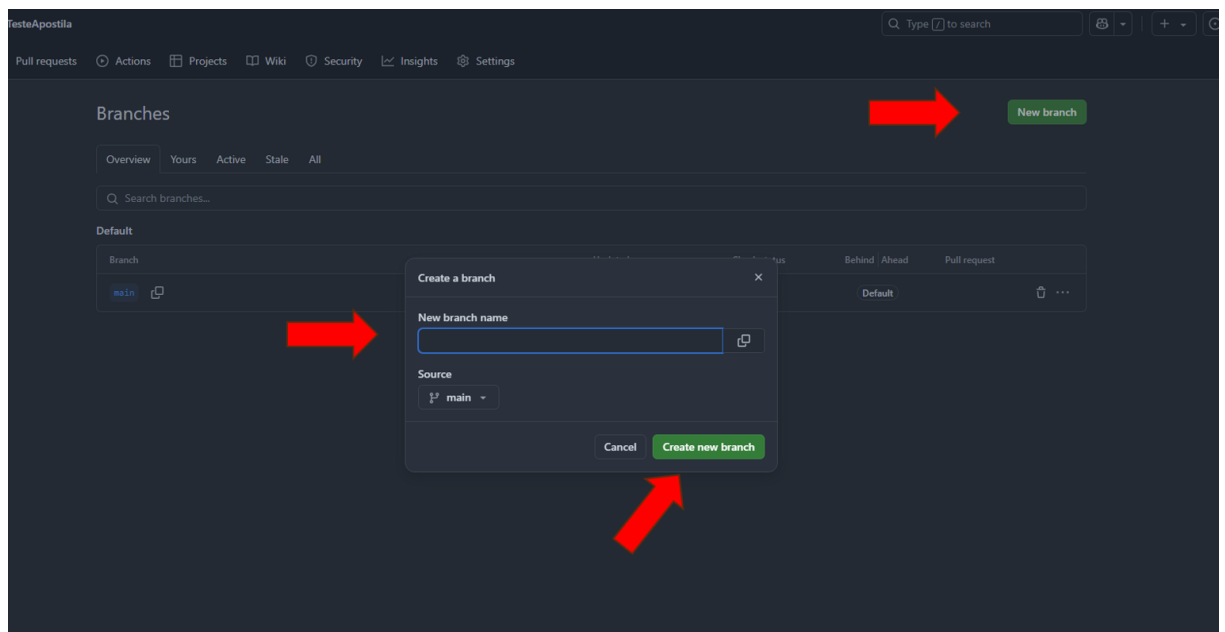 TesteApostila
Type / to search
Pull requests Actions Projects Wiki Security Insights Settings
Branches
New branch
Overview Yours Active Stale All
Search branches...
Default
Branch Behind Ahead Pull request
main Default
Create a branch
New branch name
Source
main
Cancel Create new branch